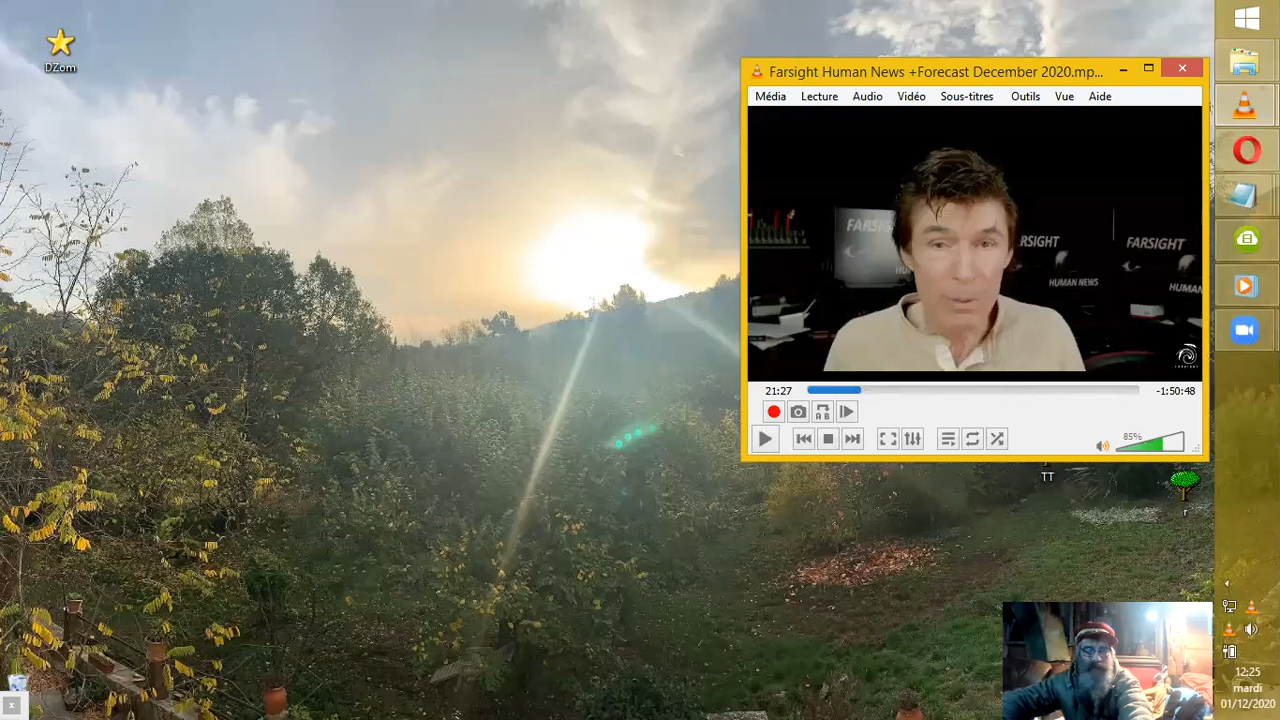 DZom
Farsight Human News +Forecast December 2020.mp...
Média Lecture Audio Vidéo Sous-titres Outils Vue Aide
FARSIGHT
RSIGHT
HUMAN NEWS
FARSIGHT
HUMAN
FARSIGHT
21:27
-1:50:48
A B
85%
TT
r
12:25
mardi
01/12/2020
x